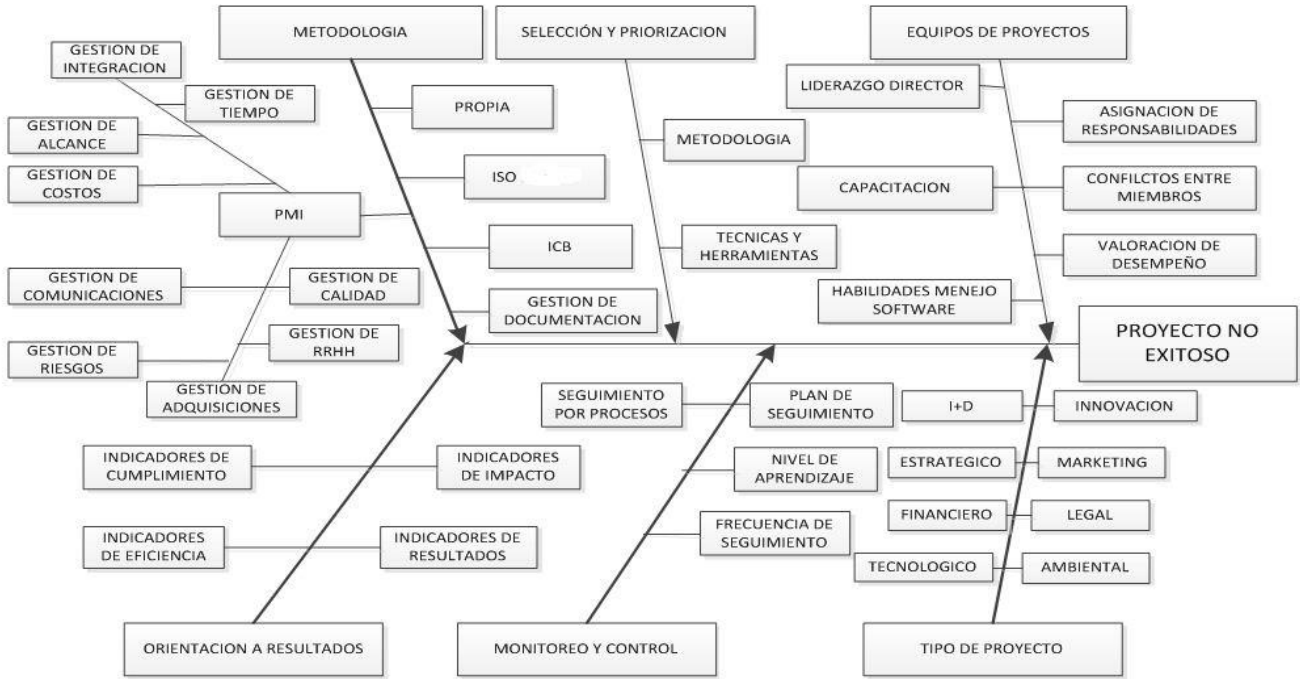 METODOLOGIA
SELECCIÓN Y PRIORIZACION
EQUIPOS DE PROYECTOS
GESTION DE
INTEGRACION
GESTION DE
TIEMPO
GESTION DE
ALCANCE
GESTION DE
COSTOS
PMI
GESTION DE
COMUNICACIONES
GESTION DE
CALIDAD
GESTION DE
RRHH
GESTION DE
RIESGOS
GESTION DE
ADQUISICIONES
PROPIA
ISO
ICB
GESTION DE
DOCUMENTACION
METODOLOGIA
TECNICAS Y
HERRAMIENTAS
LIDERAZGO DIRECTOR
ASIGNACION DE
RESPONSABILIDADES
CAPACITACION
CONFILCTOS ENTRE
MIEMBROS
VALORACION DE
DESEMPEÑO
HABILIDADES MENEJO
SOFTWARE
PROYECTO NO
EXITOSO
INDICADORES DE
CUMPLIMIENTO
INDICADORES
DE IMPACTO
INDICADORES
DE EFICIENCIA
INDICADORES DE
RESULTADOS
SEGUIMIENTO
POR PROCESOS
PLAN DE
SEGUIMIENTO
NIVEL DE
APRENDIZAJE
FRECUENCIA DE
SEGUIMIENTO
I+D
INNOVACION
ESTRATEGICO
MARKETING
FINANCIERO
LEGAL
TECNOLOGICO
AMBIENTAL
ORIENTACION A RESULTADOS
MONITOREO Y CONTROL
TIPO DE PROYECTO